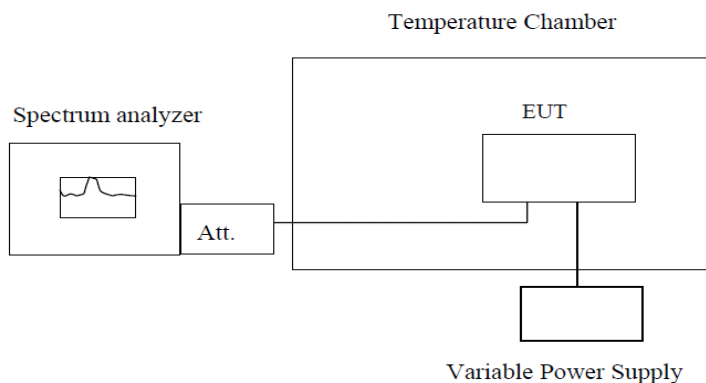 Temperature Chamber
Spectrum analyzer
EUT
Att.
Variable Power Supply